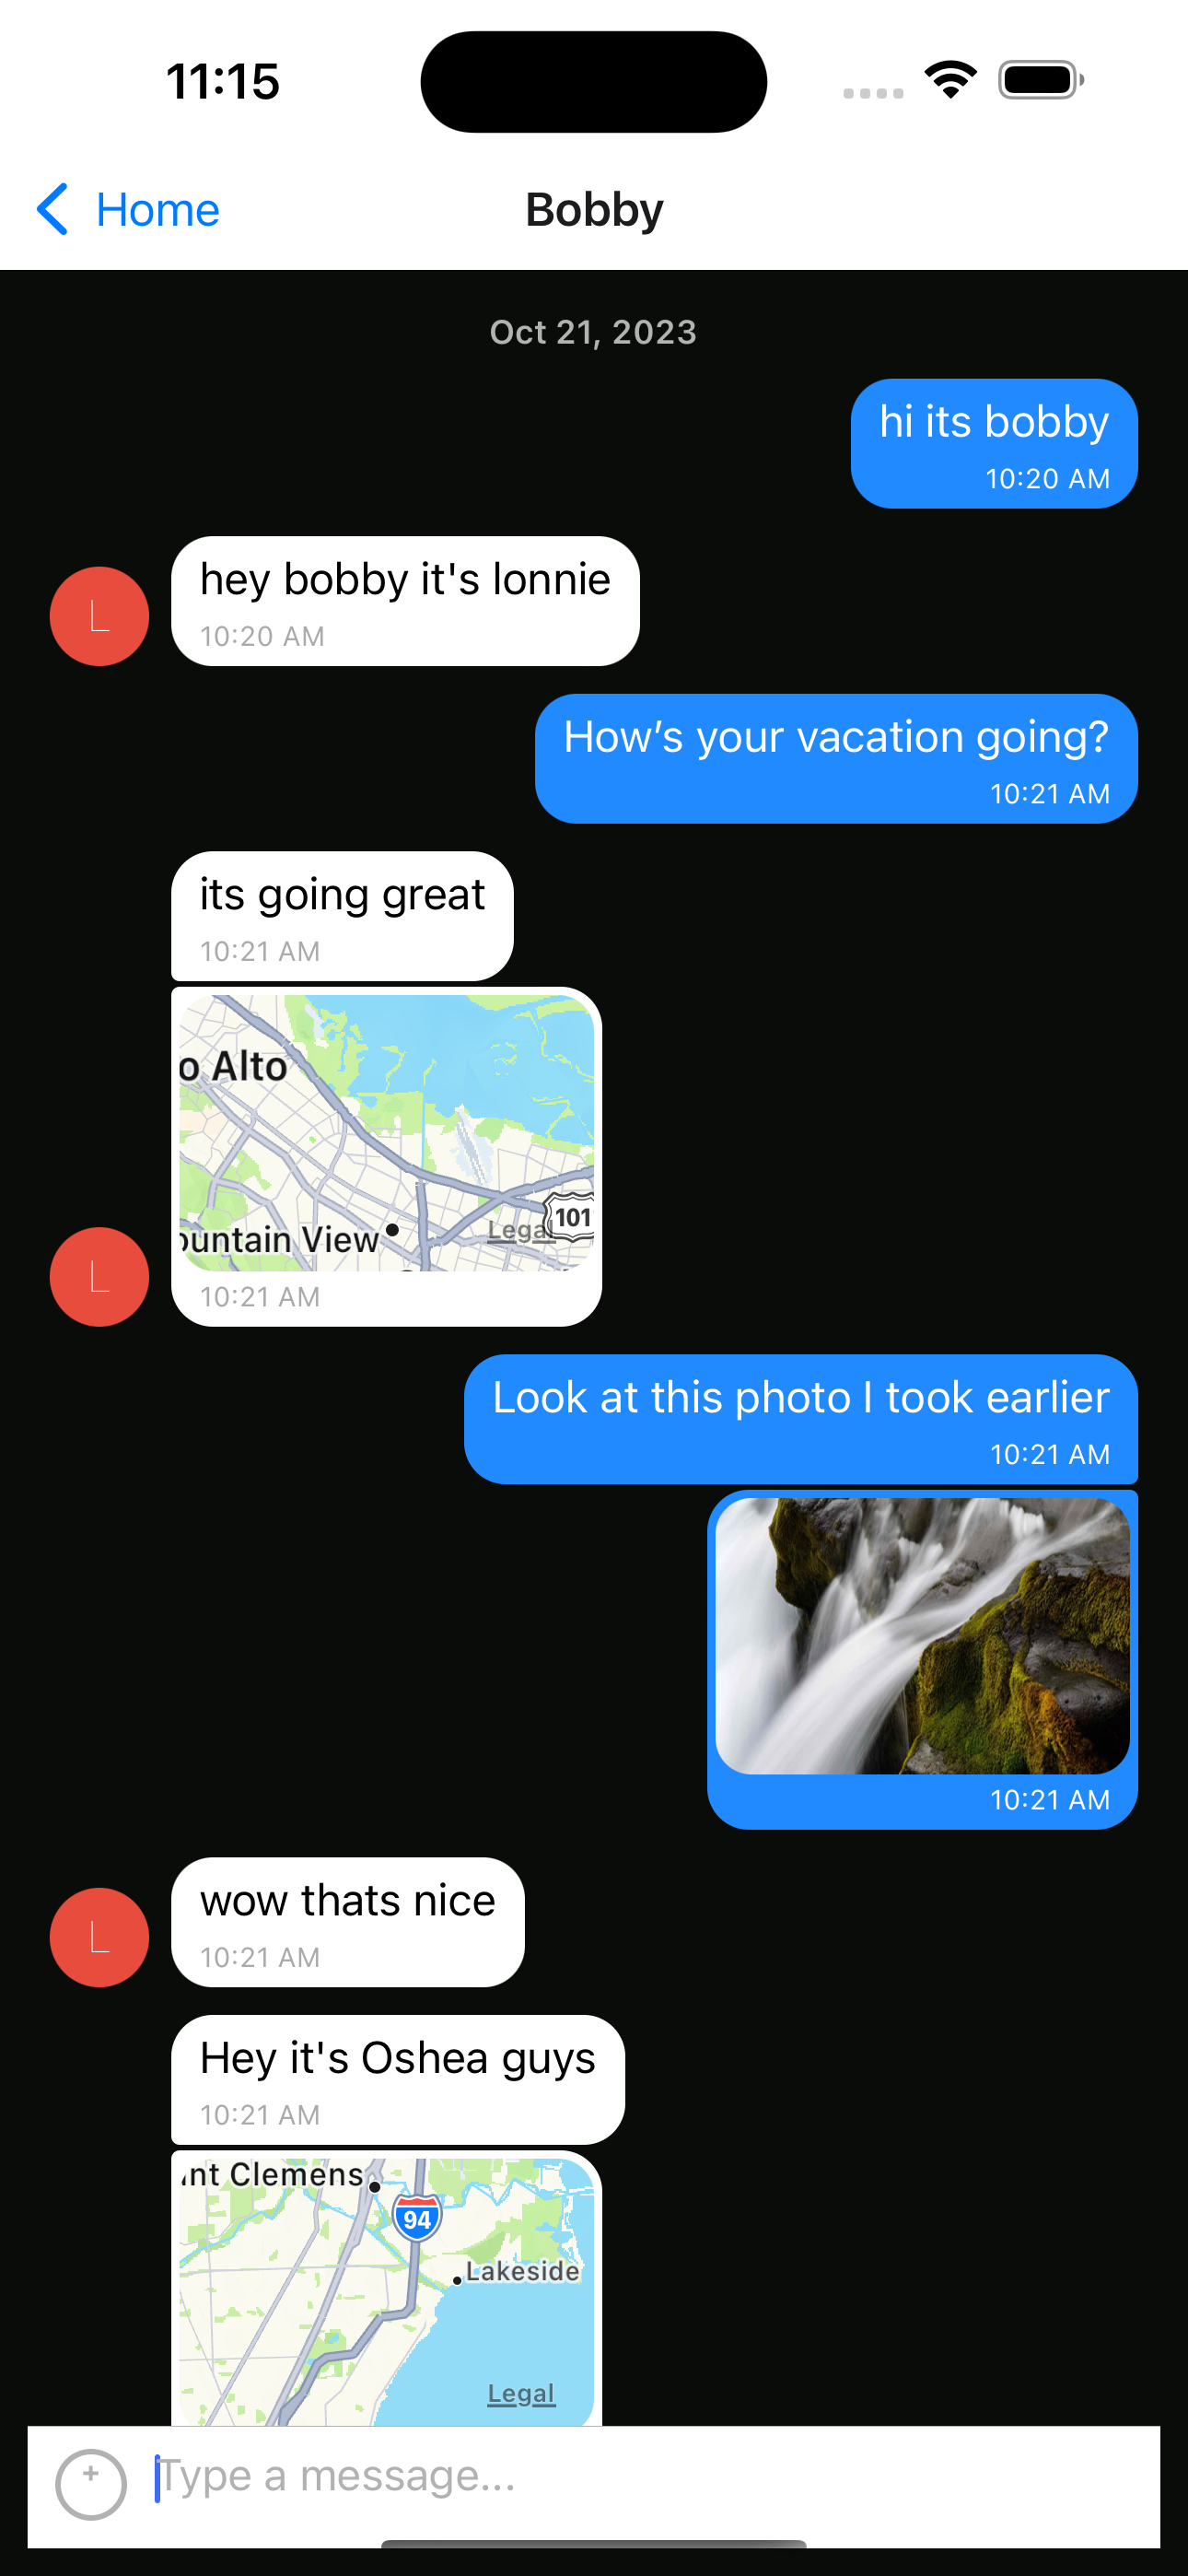 11:15
Home
Bobby
Oct 21, 2023
hi its bobby
10:20 AM
L
hey bobby it's lonnie
10:20 AM
How’s your vacation going?
10:21 AM
its going great
10:21 AM
o Alto
101
Legal
ountain View
L
10:21 AM
Look at this photo I took earlier
10:21 AM
10:21 AM
L
wow thats nice
10:21 AM
Hey it's Oshea guys
10:21 AM
nt Clemens
94
Lakeside
Legal
+
Type a message...